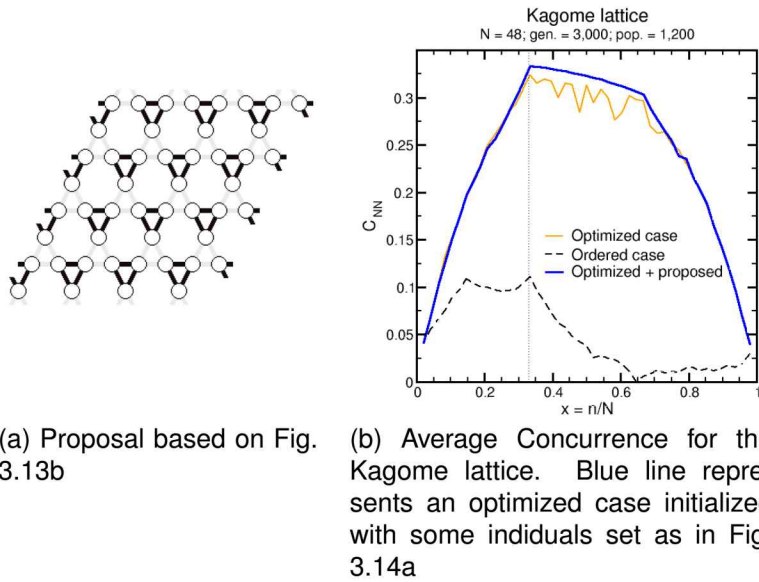 Kagome lattice
N = 48; gen. = 3,000; pop. = 1,200
0.3
0.25
0.2
0.15
0.1
0.05
0
C_NN
Optimized case
Ordered case
Optimized + proposed
0 0.2 0.4 0.6 0.8 1
x = n/N
(a) Proposal based on Fig.
3.13b
(b) Average Concurrence for th
Kagome lattice. Blue line repre
sents an optimized case initialize
with some indiduals set as in Fig
3.14a